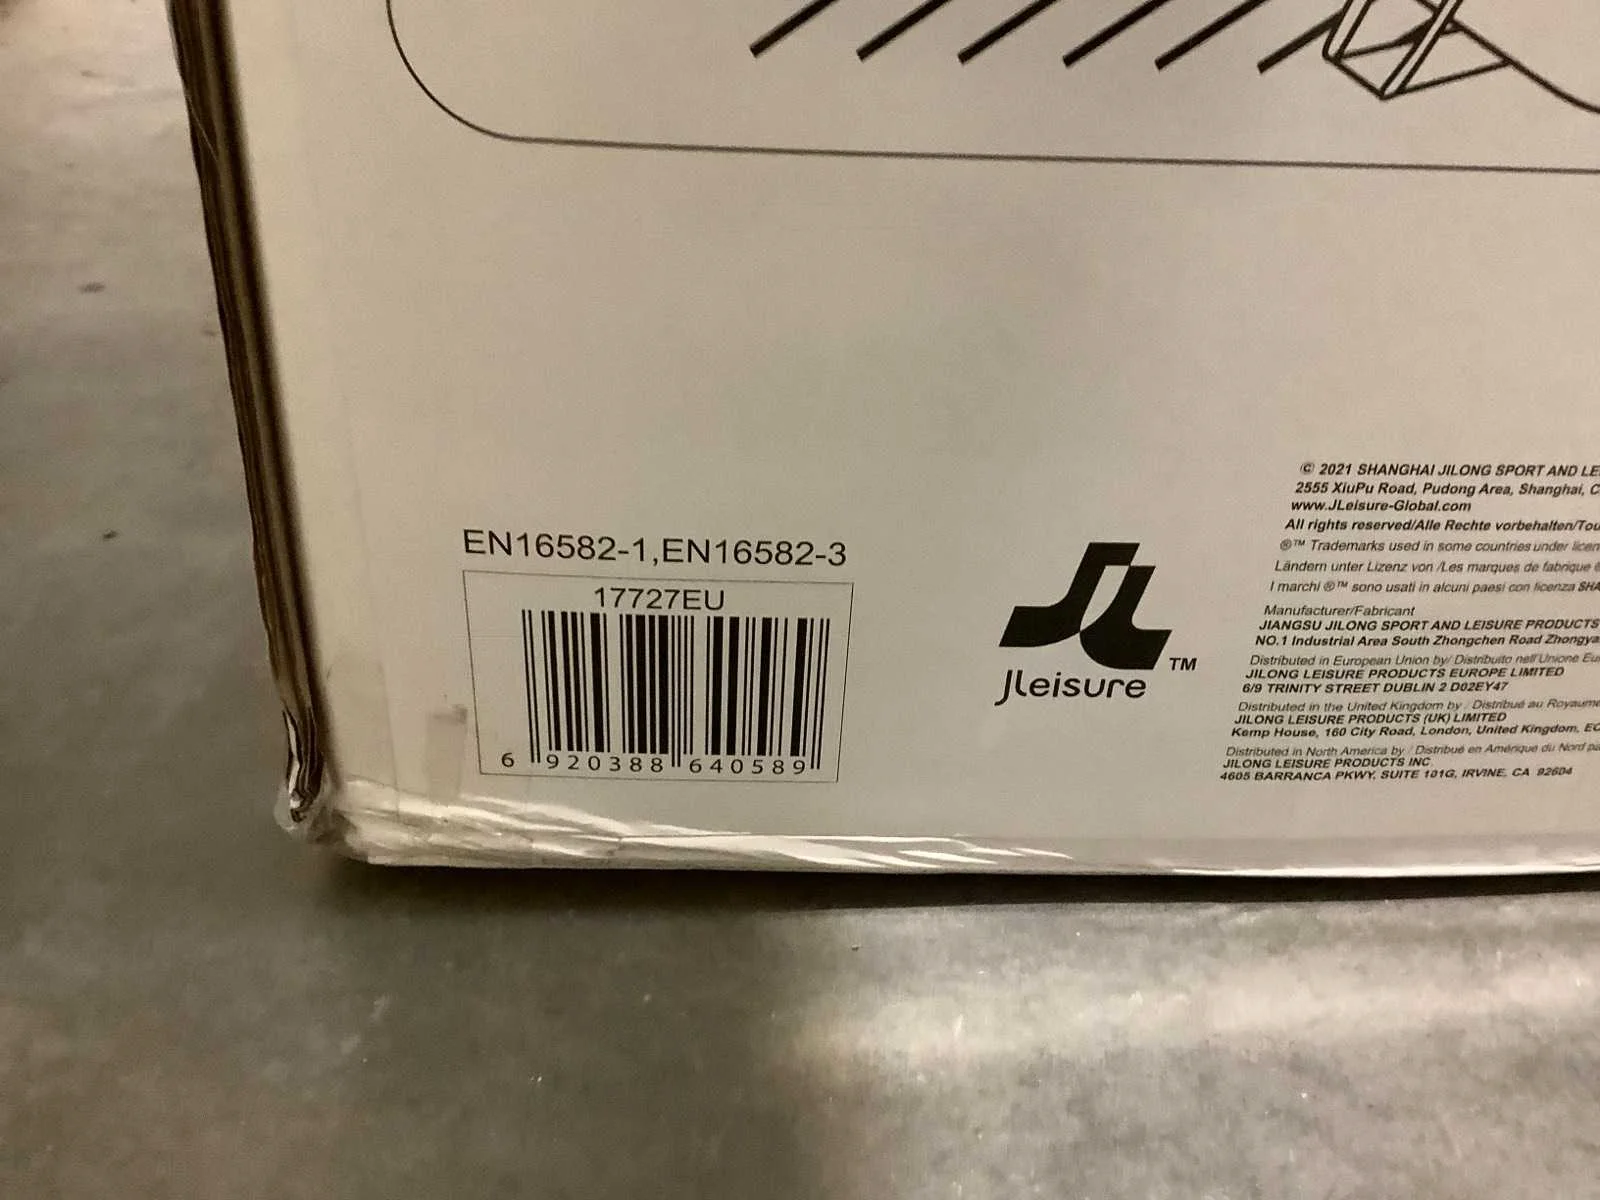 EN16582-1,EN16582-3
17727EU
6 920388 640589
Jleisure
TM
© 2021 SHANGHAI JILONG SPORT AND
2555 XiuPu Road, Pudong Area, Shanghai,
www.JLeisure-Global.com
All rights reserved/Alle Rechte vorbehalten/
®™ Trademarks used in some countries under
Ländern unter Lizenz von /Les marques de fabrique
I marchi ®™ sono usati in alcuni paesi con licenza
Manufacturer/Fabricant
JIANGSU JILONG SPORT AND LEISURE PRODUCTS
NO.1 Industrial Area South Zhongchen Road
Distributed in European Union by/ Distribuito nell'Unione
JILONG LEISURE PRODUCTS EUROPE LIMITED
6/9 TRINITY STREET DUBLIN 2 D02EY47
Distributed in the United Kingdom by / Distribué au
JILONG LEISURE PRODUCTS (UK) LIMITED
Kemp House, 160 City Road, London, United Kingdom,
Distributed in North America by / Distribué en Amérique du Nord
JILONG LEISURE PRODUCTS INC.
4605 BARRANCA PKWY, SUITE 101G, IRVINE, CA 92604